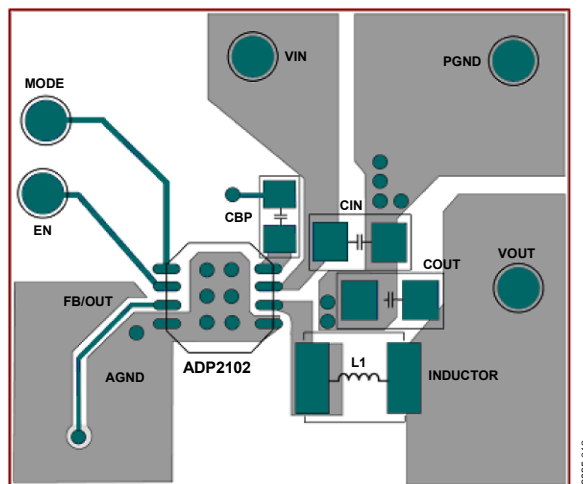 VIN
PGND
MODE
CBP
CIN
EN
COUT
VOUT
FB/OUT
ADP2102
L1
AGND
INDUCTOR